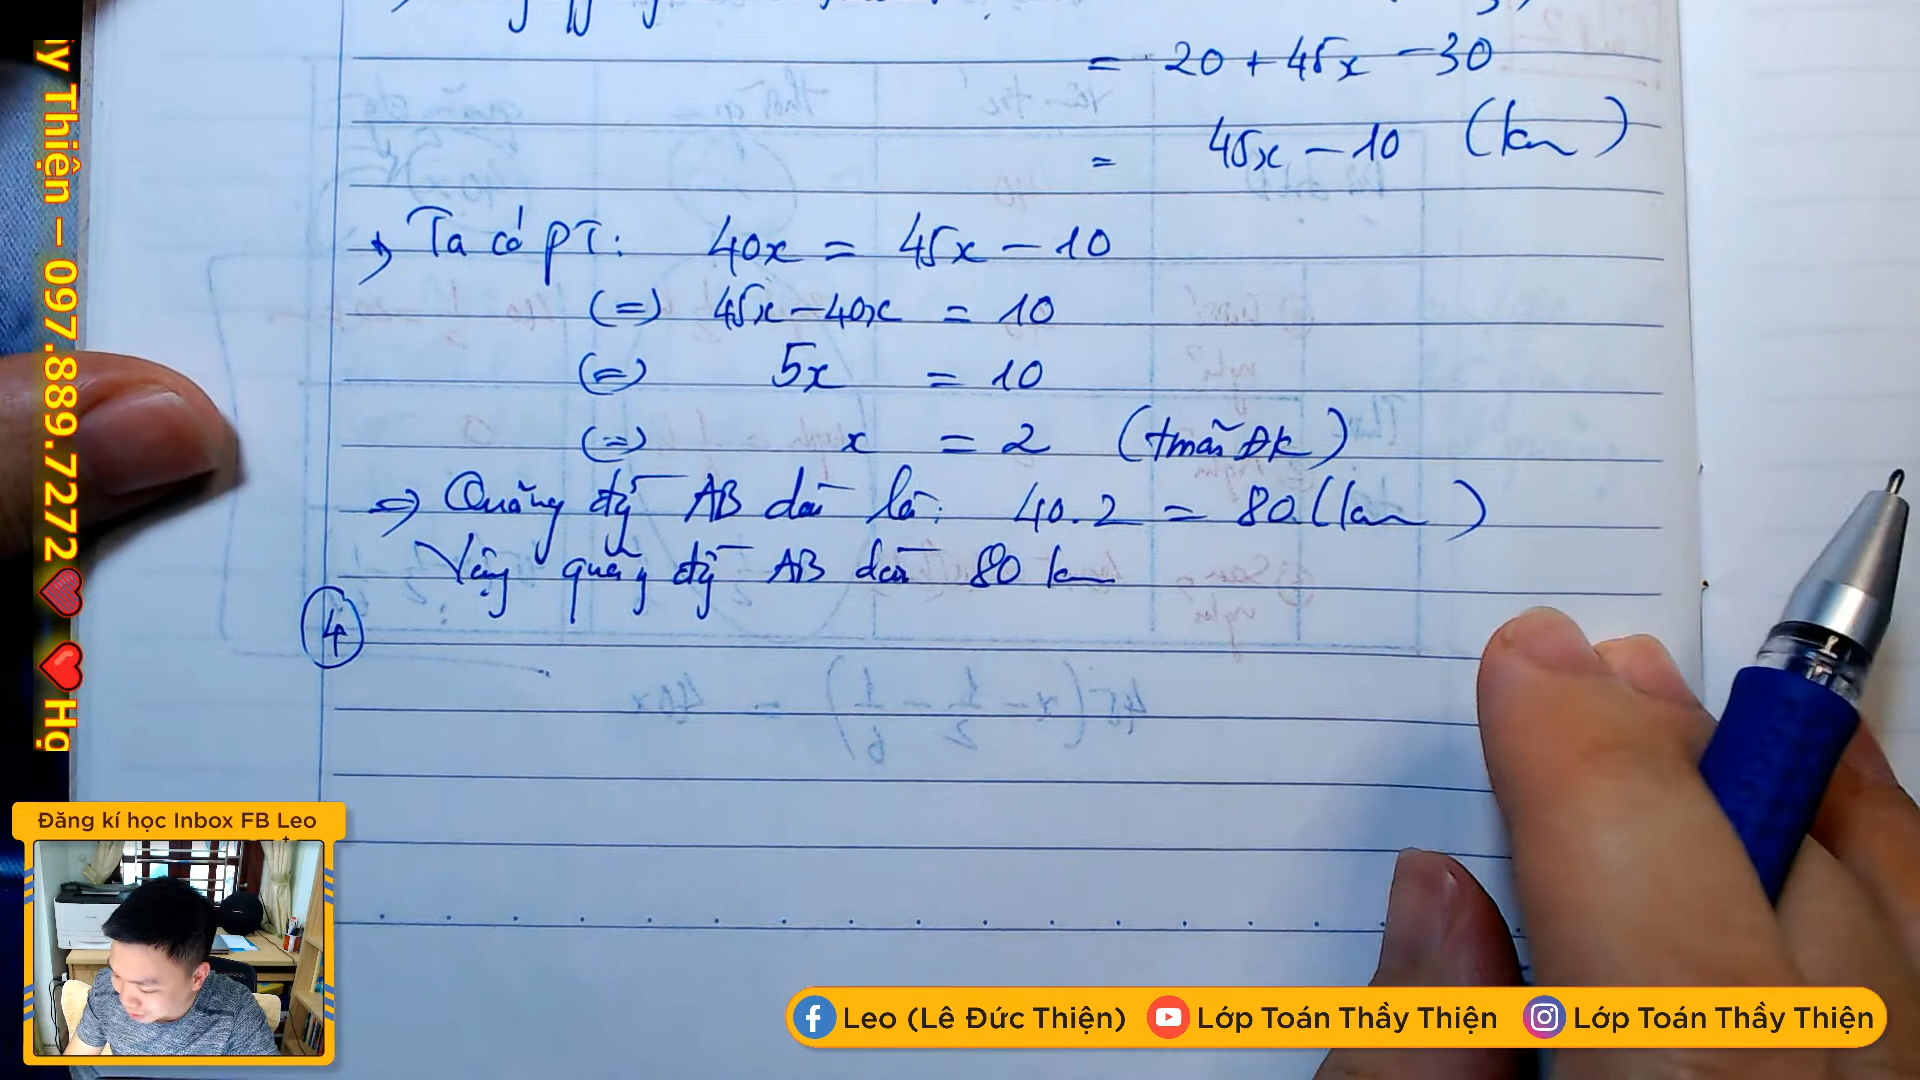 = 20 + 45x - 30
= 45x - 10 (km)
→ Ta có PT: 40x = 45x - 10
(=) 45x - 40x = 10
(=) 5x = 10
(=) x = 2 (tmãn ĐK)
=> Quãng đg AB dài là: 40.2 = 80 (km)
Vậy quãng đg AB dài 80 km
4
y Thiện - 097.889.7272 ♥ ♥ Họ
Đăng kí học Inbox FB Leo
Leo (Lê Đức Thiện) Lớp Toán Thầy Thiện Lớp Toán Thầy Thiện